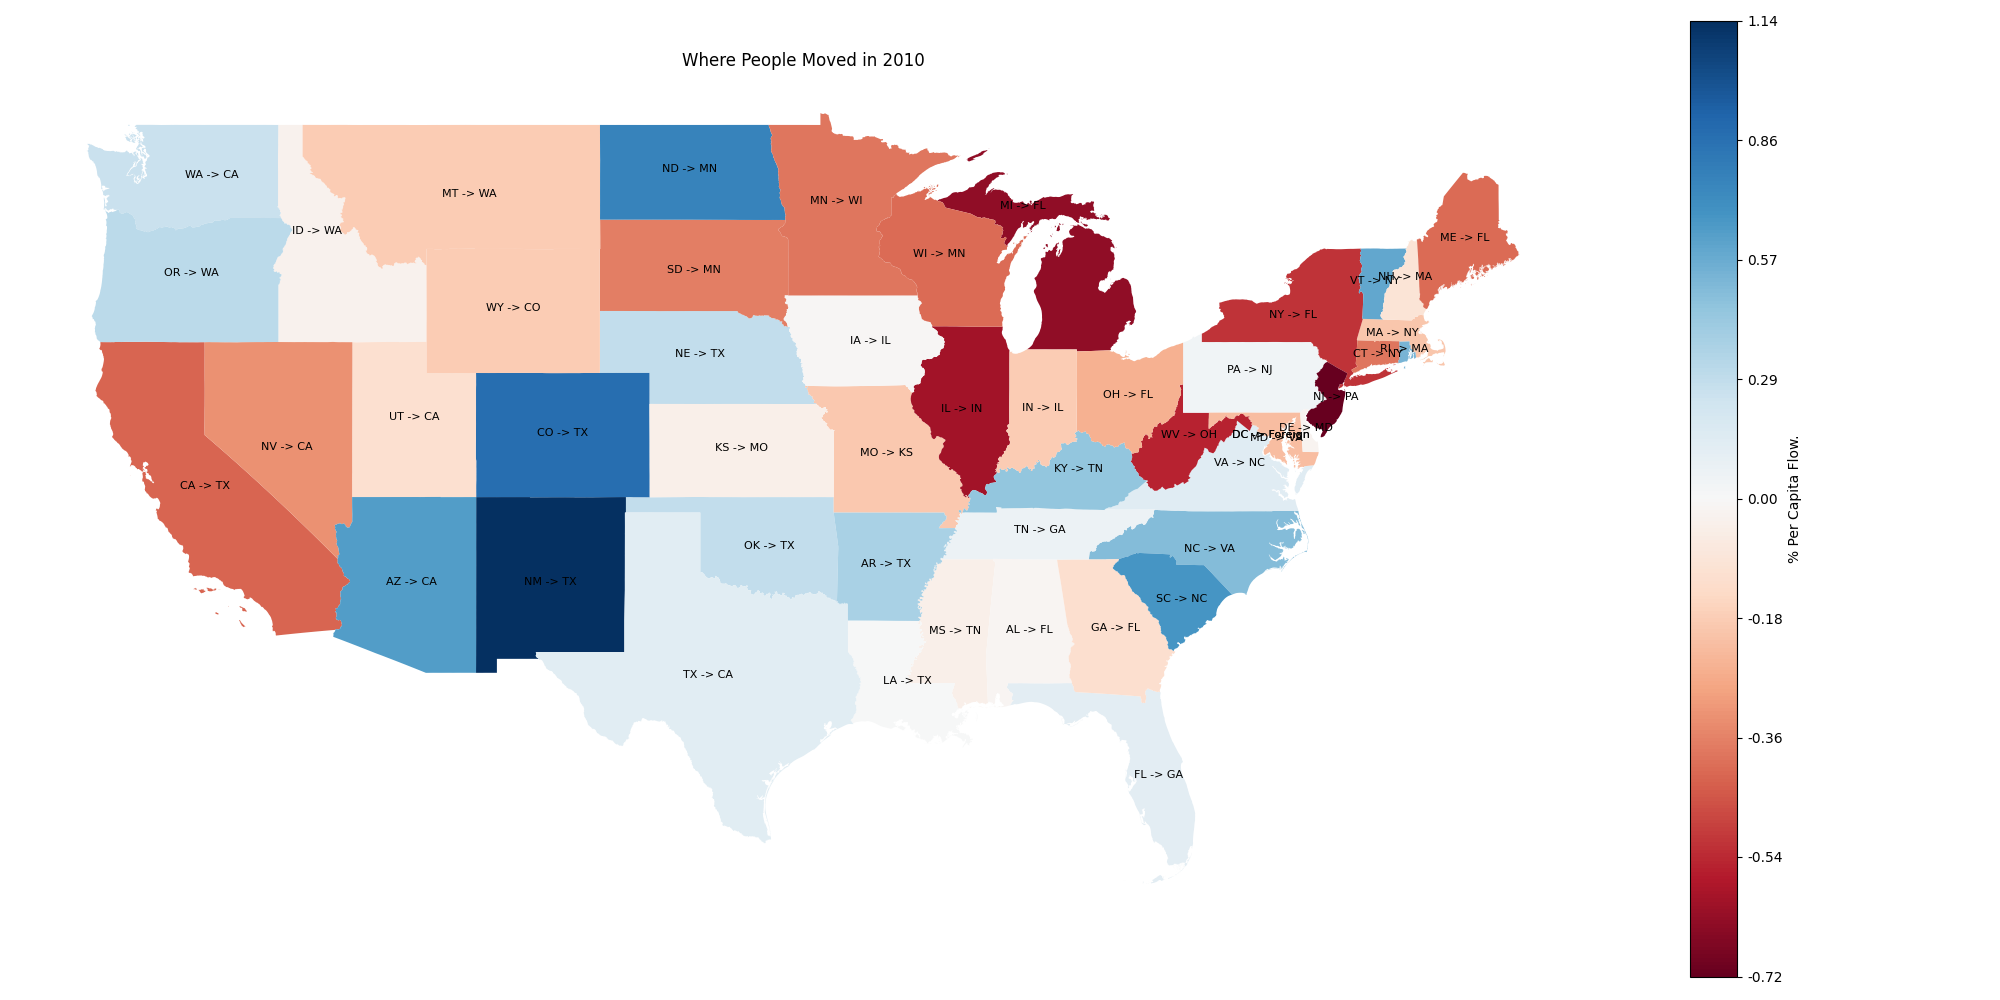 Where People Moved in 2010
WA -> CA
MT -> WA
ND -> MN
MN -> WI
MI -> FL
ID -> WA
OR -> WA
SD -> MN
WI -> MN
ME -> FL
VT -> NY
NH -> MA
WY -> CO
NY -> FL
IA -> IL
NE -> TX
MA -> NY
CT -> NY
RI -> MA
PA -> NJ
UT -> CA
OH -> FL
IN -> IL
IL -> IN
NJ -> PA
CO -> TX
NV -> CA
KS -> MO
MO -> KS
WV -> OH
DC -> Foreign
DE -> MD
MD -> VA
VA -> NC
KY -> TN
CA -> TX
TN -> GA
OK -> TX
NC -> VA
AR -> TX
AZ -> CA
NM -> TX
SC -> NC
MS -> TN
AL -> FL
GA -> FL
TX -> CA
LA -> TX
FL -> GA
1.14
0.86
0.57
0.29
0.00
-0.18
-0.36
-0.54
-0.72
% Per Capita Flow.